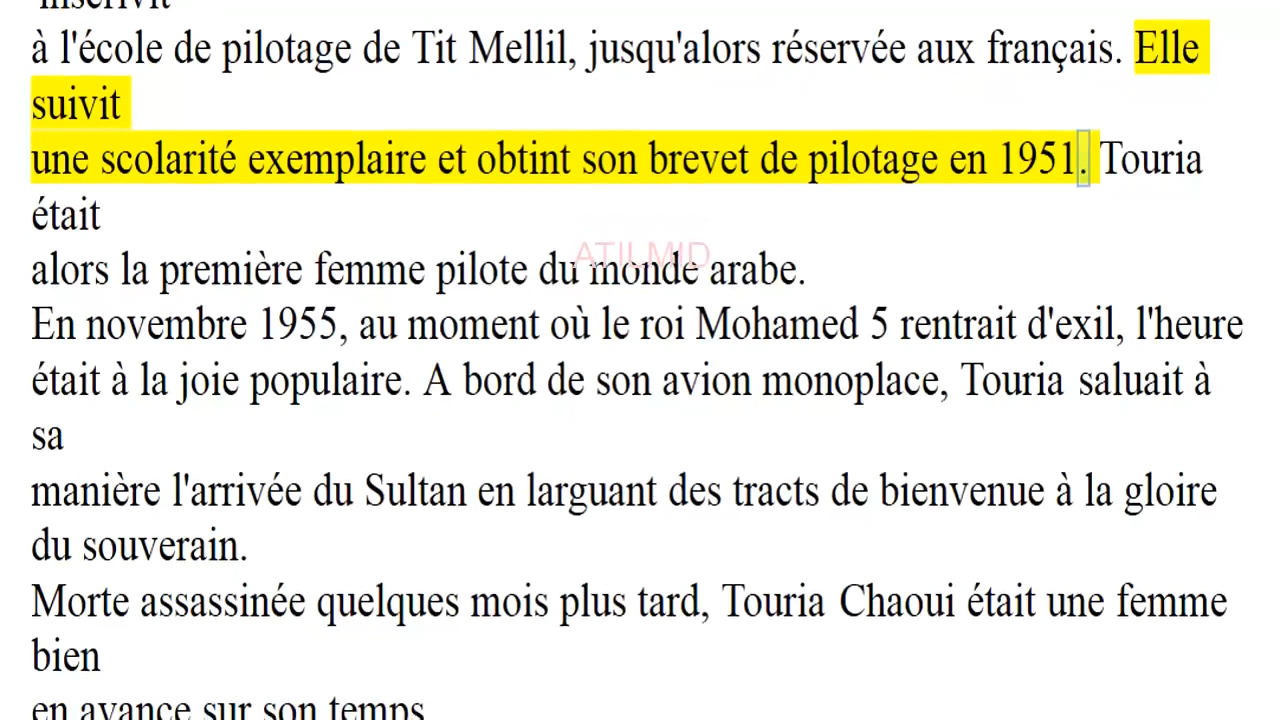 inscrivit
à l'école de pilotage de Tit Mellil, jusqu'alors réservée aux français. Elle
suivit
une scolarité exemplaire et obtint son brevet de pilotage en 1951. Touria
était
ATILMID
alors la première femme pilote du monde arabe.
En novembre 1955, au moment où le roi Mohamed 5 rentrait d'exil, l'heure
était à la joie populaire. A bord de son avion monoplace, Touria saluait à
sa
manière l'arrivée du Sultan en larguant des tracts de bienvenue à la gloire
du souverain.
Morte assassinée quelques mois plus tard, Touria Chaoui était une femme
bien
en avance sur son temps